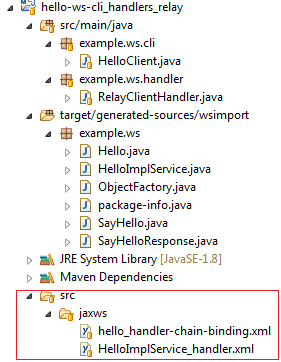 hello-ws-cli_handlers_relay
src/main/java
example.ws.cli
HelloClient.java
example.ws.handler
RelayClientHandler.java
target/generated-sources/wsimport
example.ws
Hello.java
HelloImplService.java
ObjectFactory.java
package-info.java
SayHello.java
SayHelloResponse.java
JRE System Library [JavaSE-1.8]
Maven Dependencies
src
jaxws
hello_handler-chain-binding.xml
HelloImplService_handler.xml